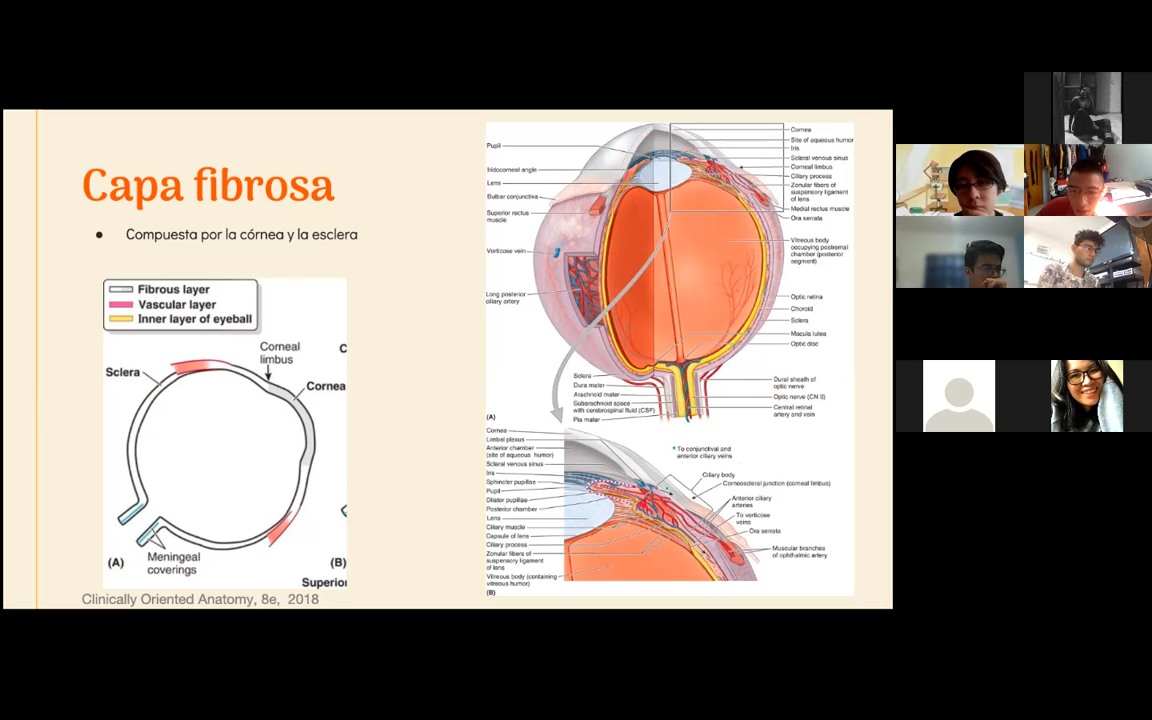 Capa fibrosa
● Compuesta por la córnea y la esclera
Fibrous layer
Vascular layer
Inner layer of eyeball
Corneal
limbus
C
Sclera
Cornea
(A)
Meningeal
coverings
(B)
Superior
Clinically Oriented Anatomy, 8e, 2018
Pupil
Iridocorneal angle
Lens
Bulbar conjunctiva
Superior rectus
muscle
Vorticose vein
Long posterior
ciliary artery
Cornea
Site of aqueous humor
Iris
Scleral venous sinus
Corneal limbus
Ciliary process
Zonular fibers of
suspensory ligament
of lens
Medial rectus muscle
Ora serrata
Vitreous body
occupying postremal
chamber (posterior
segment)
Optic retina
Choroid
Sclera
Macula lutea
Optic disc
Sclera
Dura mater
Arachnoid mater
Subarachnoid space
with cerebrospinal fluid (CSF)
Pia mater
Dural sheath of
optic nerve
Optic nerve (CN II)
Central retinal
artery and vein
(A)
Cornea
Limbal plexus
Anterior chamber
(site of aqueous humor)
Scleral venous sinus
Iris
Sphincter pupillae
Pupil
Dilator pupillae
Posterior chamber
Lens
Ciliary muscle
Capsule of lens
Ciliary process
Zonular fibers of
suspensory ligament
of lens
Vitreous body (containing
vitreous humor)
(B)
* To conjunctival and
anterior ciliary veins
Ciliary body
Corneoscleral junction (corneal limbus)
Anterior ciliary
arteries
To vorticose
veins
Ora serrata
Muscular branches
of ophthalmic artery